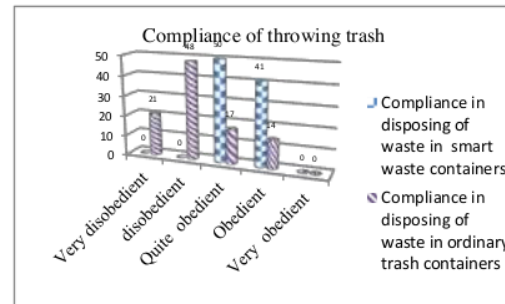 Compliance of throwing trash
50
40
30
20
10
0
0
21
0
48
50
17
41
14
0 0
Very disobedient
disobedient
Quite obedient
Obedient
Very obedient
Compliance in
disposing of
waste in smart
waste containers
Compliance in
disposing of
waste in ordinary
trash containers